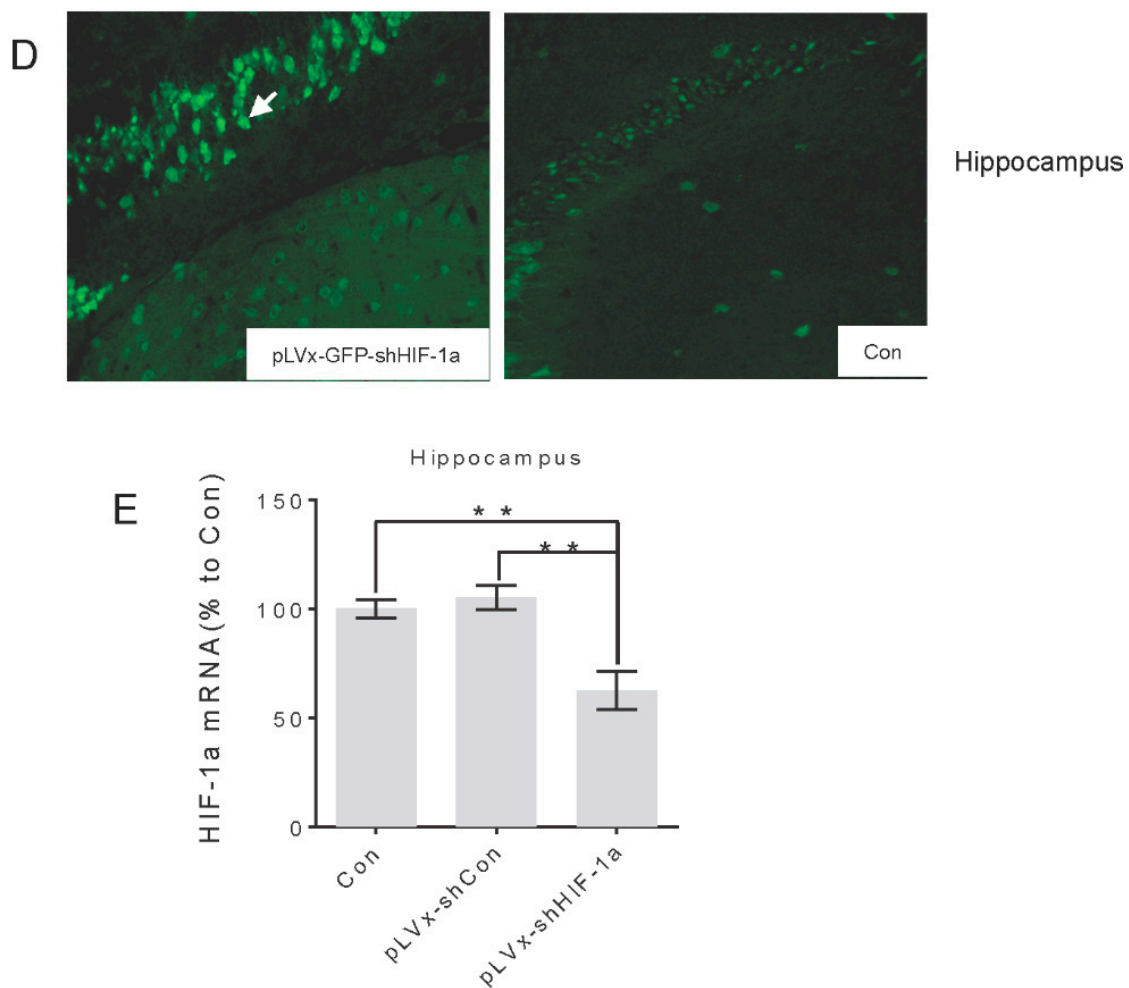 D
Hippocampus
pLVx-GFP-shHIF-1a
Con
E
Hippocampus
HIF-1a mRNA(% to Con)
150
100
50
0
* *
* *
Con
pLVx-shCon
pLVx-shHIF-1a